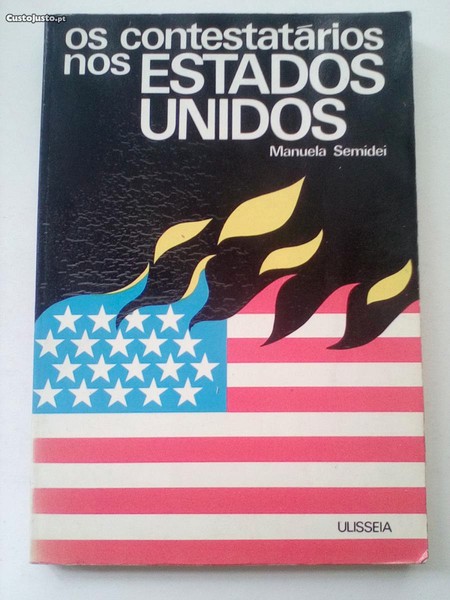 CustoJusto.pt
os contestatários
nos ESTADOS
UNIDOS
Manuela Semidei
ULISSEIA